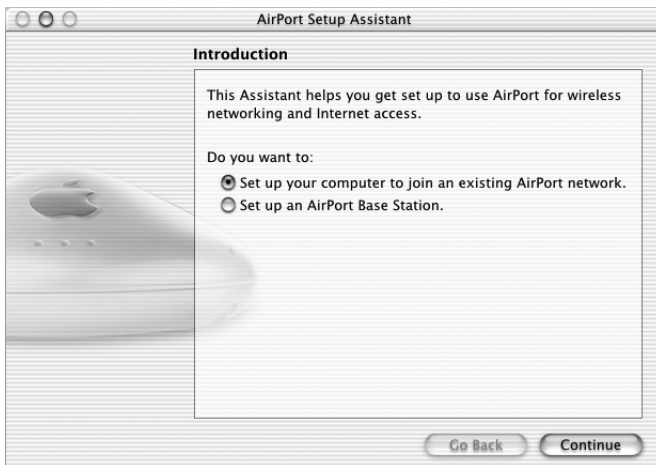 AirPort Setup Assistant
Introduction
This Assistant helps you get set up to use AirPort for wireless
networking and Internet access.
Do you want to:
Set up your computer to join an existing AirPort network.
Set up an AirPort Base Station.
Go Back
Continue